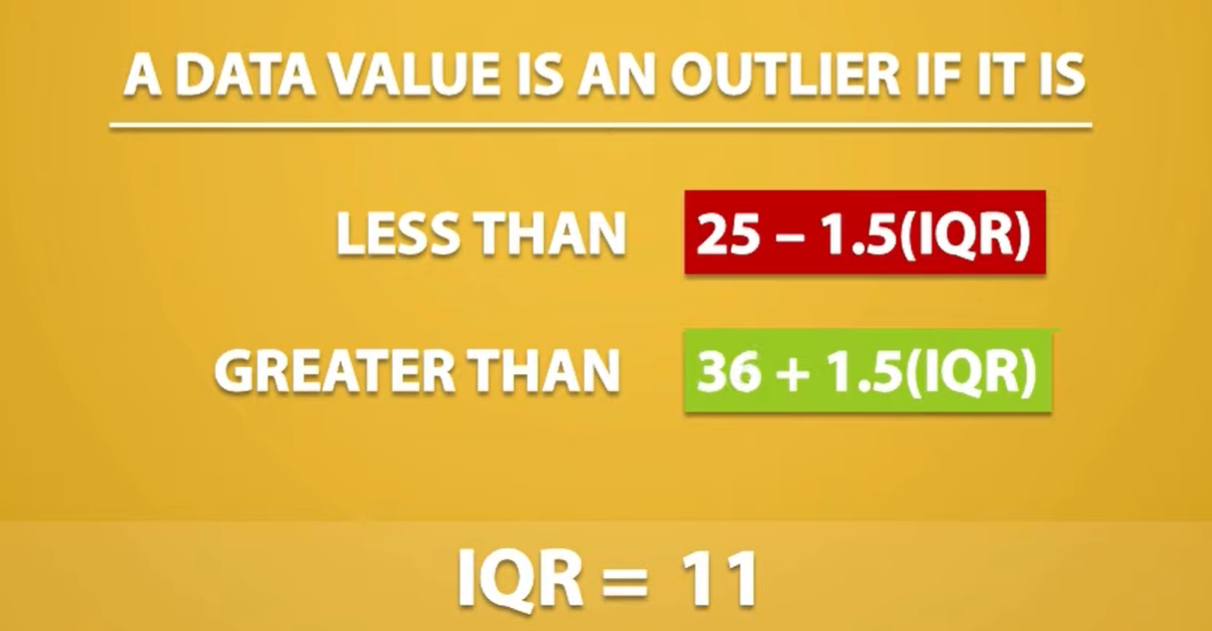 A DATA VALUE IS AN OUTLIER IF IT IS
LESS THAN 25 – 1.5(IQR)
GREATER THAN 36 + 1.5(IQR)
IQR = 11